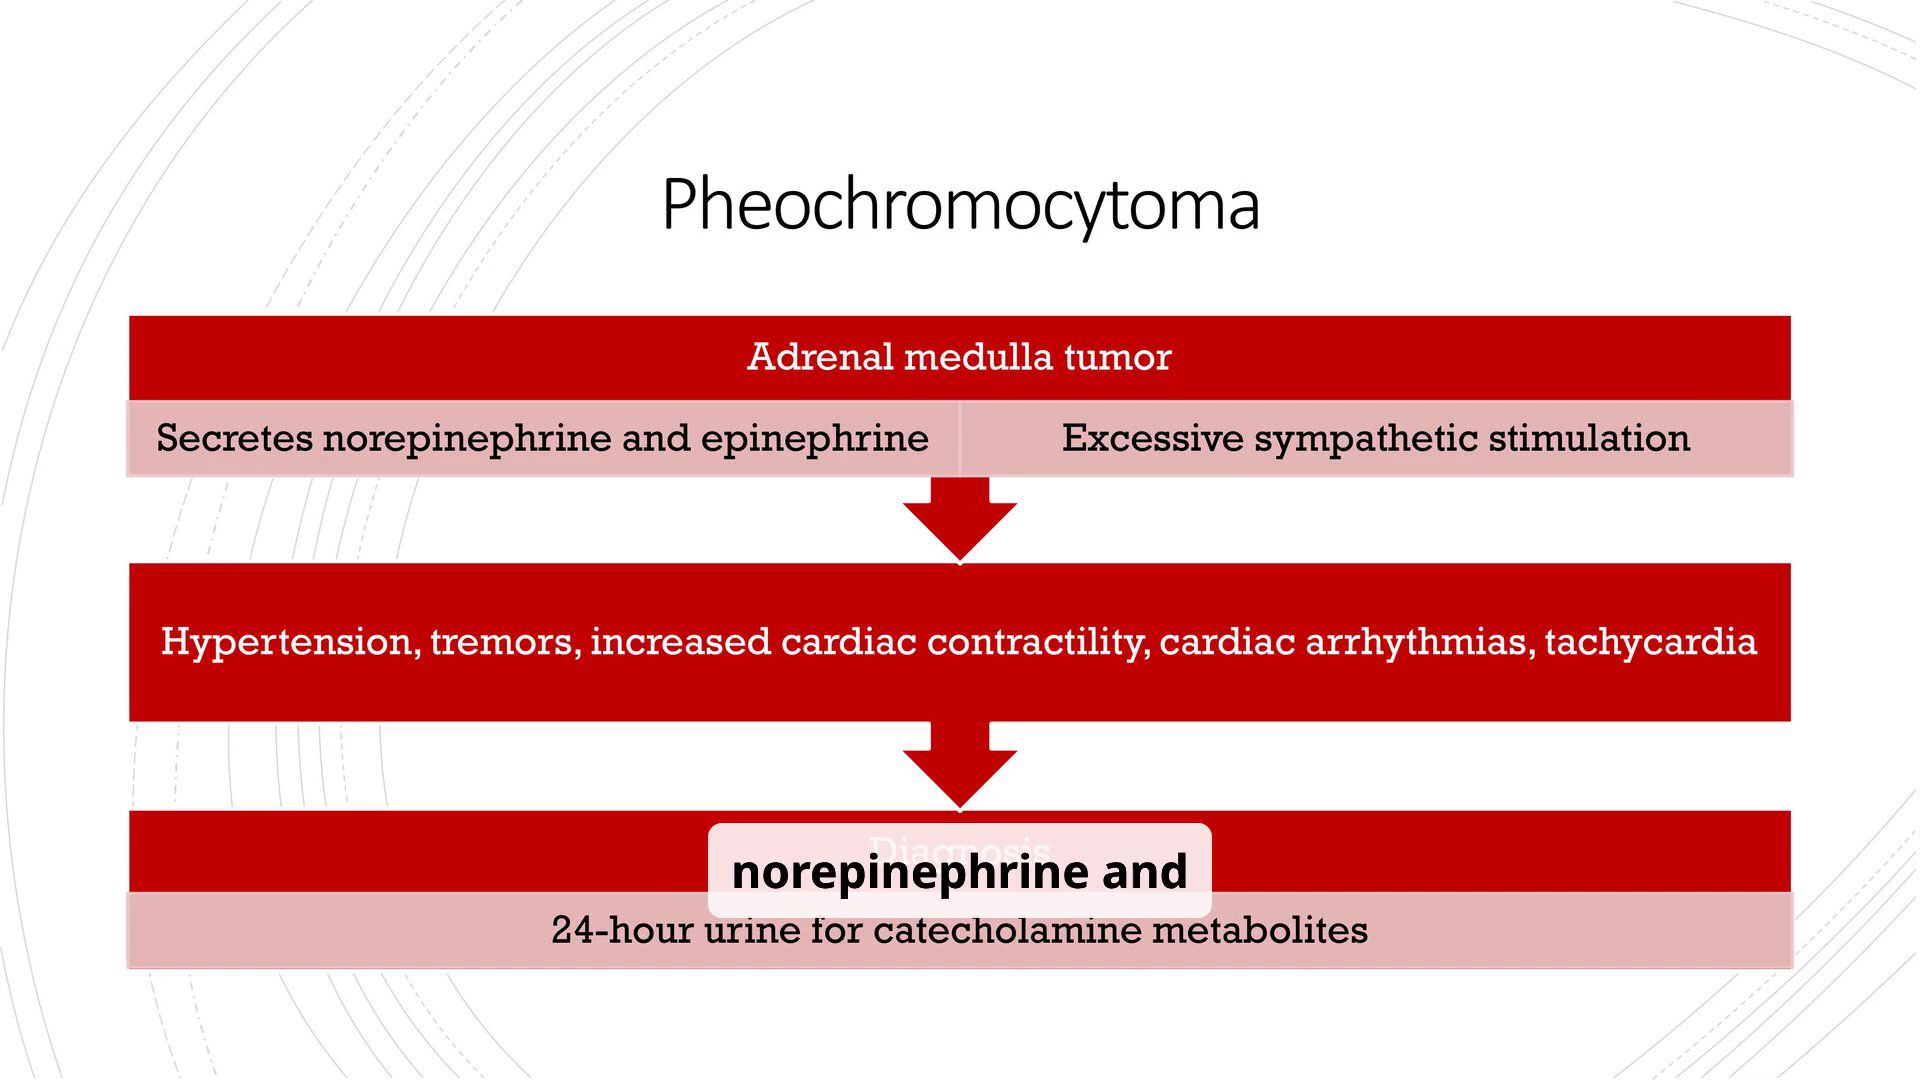 Pheochromocytoma
Adrenal medulla tumor
Secretes norepinephrine and epinephrine
Excessive sympathetic stimulation
Hypertension, tremors, increased cardiac contractility, cardiac arrhythmias, tachycardia
Diagnosis
norepinephrine and
24-hour urine for catecholamine metabolites